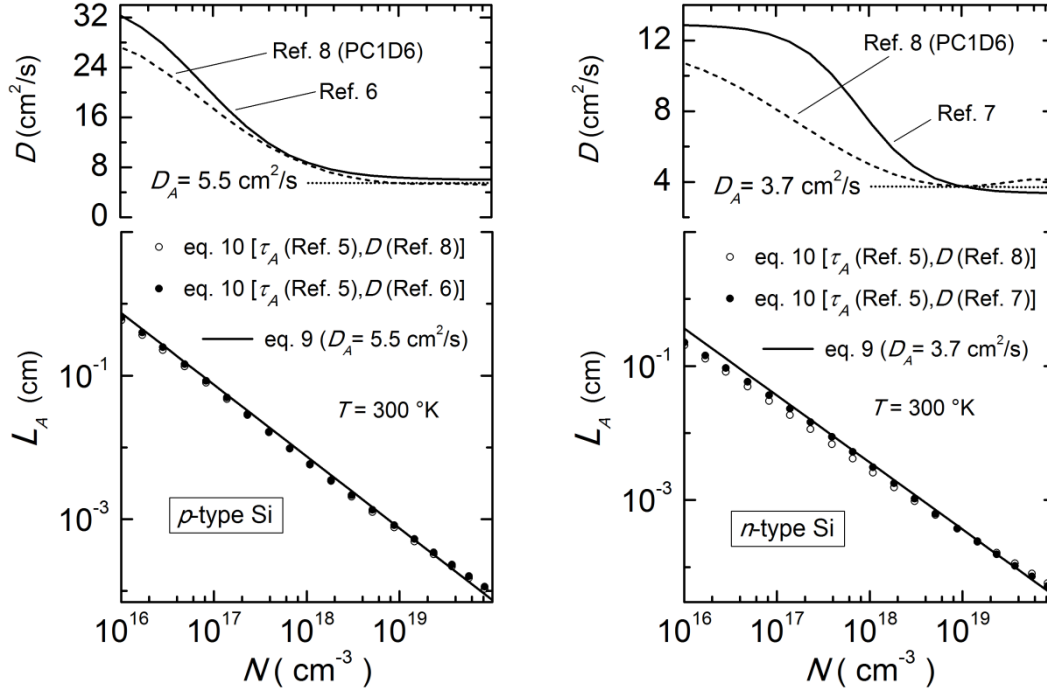 32
24
16
8
0
D (cm²/s)
Ref. 8 (PC1D6)
Ref. 6
D_A = 5.5 cm²/s
eq. 10 [τ_A (Ref. 5), D (Ref. 8)]
eq. 10 [τ_A (Ref. 5), D (Ref. 6)]
eq. 9 (D_A = 5.5 cm²/s)
10⁻¹
10⁻³
L_A (cm)
T = 300 °K
p-type Si
10¹⁶
10¹⁷
10¹⁸
10¹⁹
N ( cm⁻³)
12
8
4
D (cm²/s)
Ref. 8 (PC1D6)
Ref. 7
D_A = 3.7 cm²/s
eq. 10 [τ_A (Ref. 5), D (Ref. 8)]
eq. 10 [τ_A (Ref. 5), D (Ref. 7)]
eq. 9 (D_A = 3.7 cm²/s)
10⁻¹
10⁻³
L_A (cm)
T = 300 °K
n-type Si
10¹⁶
10¹⁷
10¹⁸
10¹⁹
N ( cm⁻³)